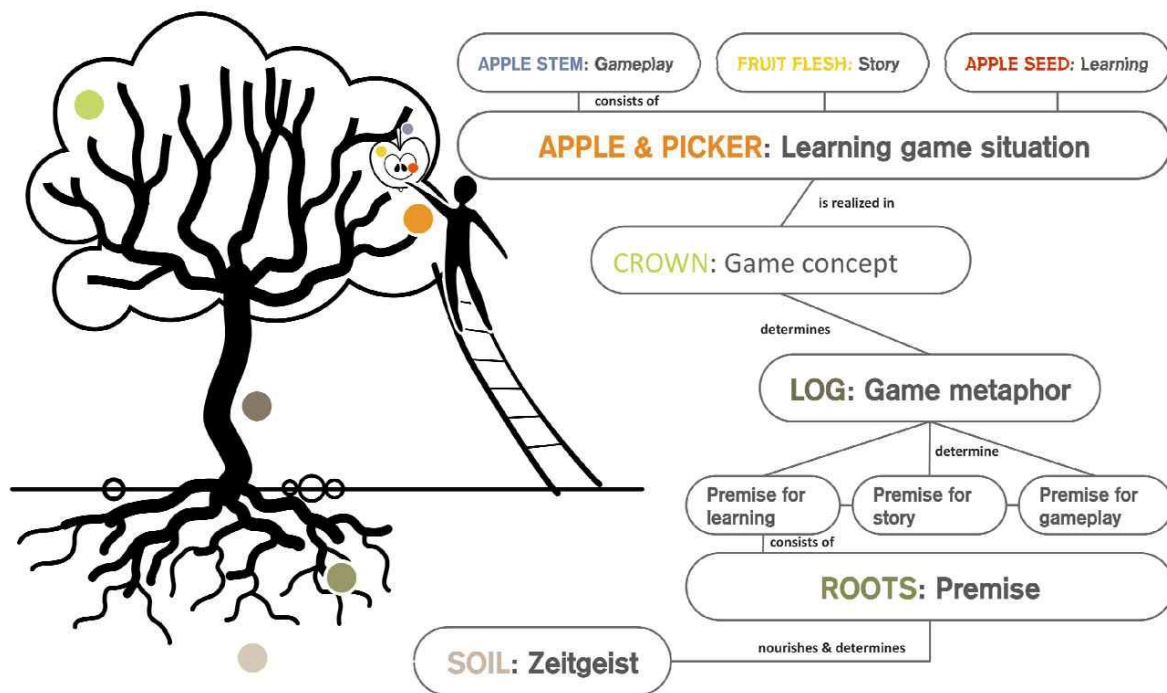 APPLE STEM: Gameplay
FRUIT FLESH: Story
APPLE SEED: Learning
consists of
APPLE & PICKER: Learning game situation
is realized in
CROWN: Game concept
determines
LOG: Game metaphor
determine
Premise for
learning
Premise for
story
Premise for
gameplay
consists of
ROOTS: Premise
nourishes & determines
SOIL: Zeitgeist